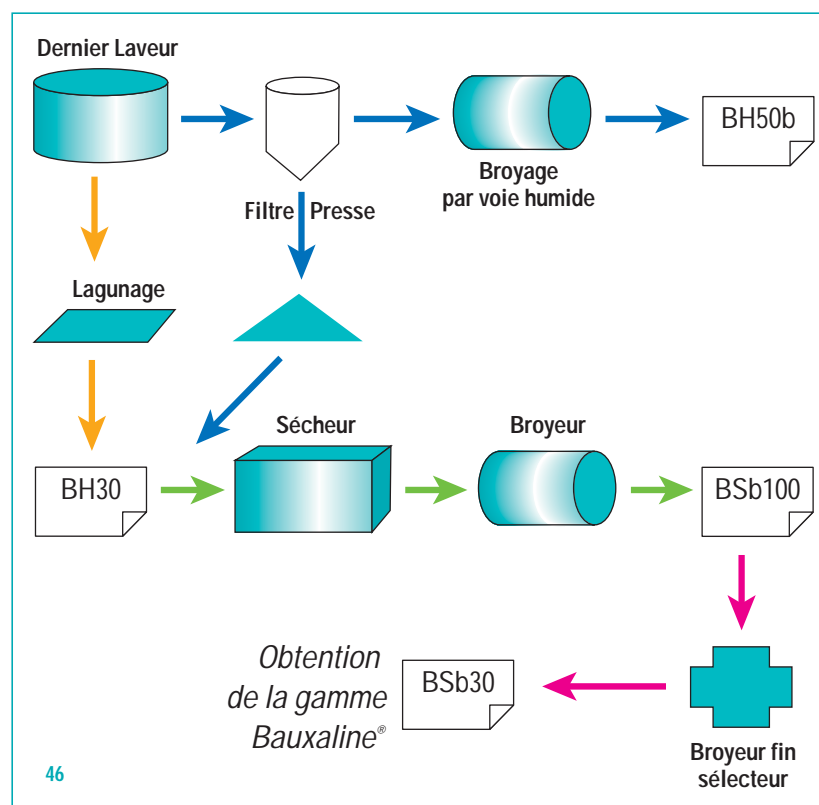 Dernier Laveur
BH50b
Broyage
par voie humide
Filtre Presse
Lagunage
Sécheur
Broyeur
BH30
BSb100
Obtention
de la gamme
Bauxaline®
BSb30
Broyeur fin
sélecteur
46